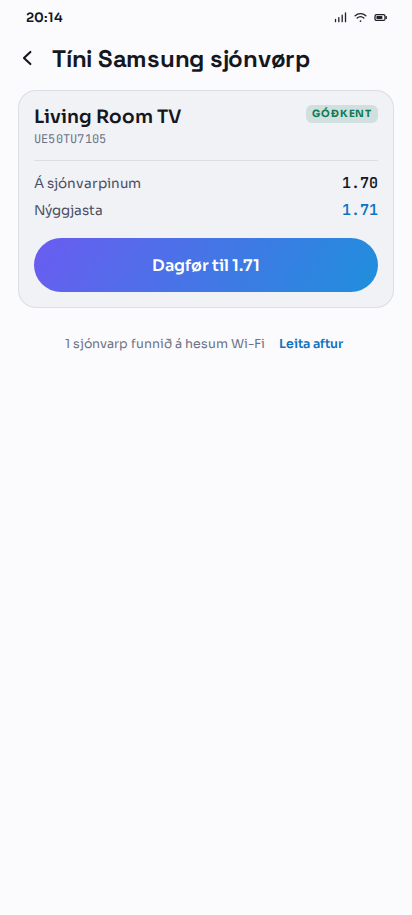 20:14
Tíni Samsung sjónvørp
Living Room TV
GÓÐKENT
UE50TU7105
Á sjónvarpinum 1.70
Nýggjasta 1.71
Dagfør til 1.71
1 sjónvarp funnið á hesum Wi-Fi Leita aftur